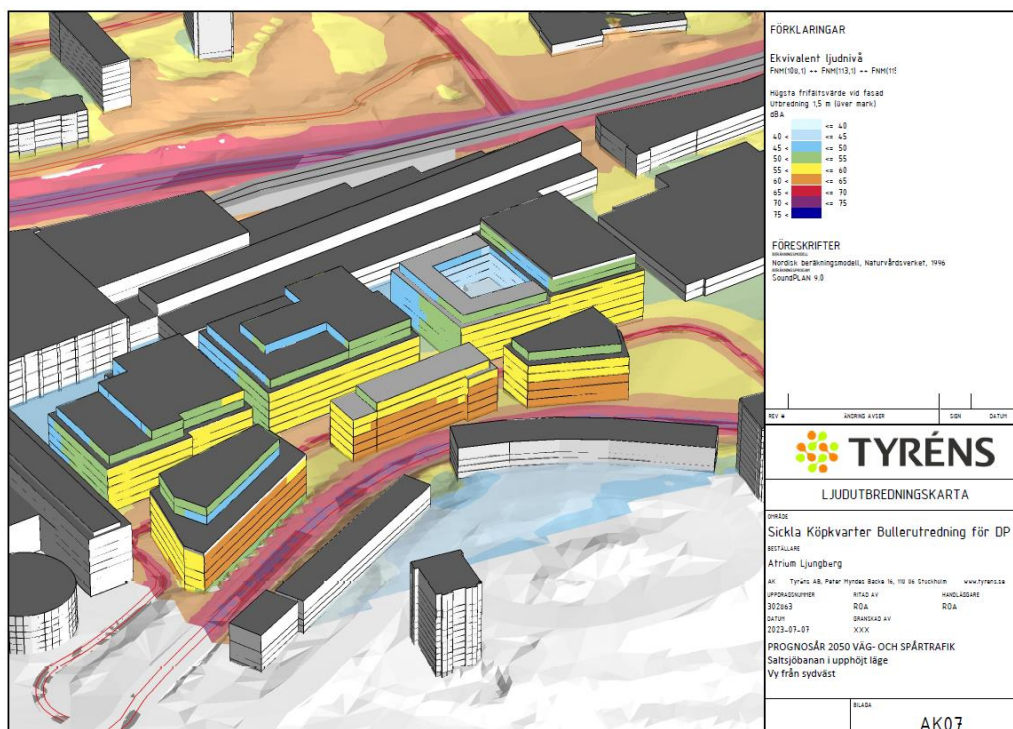 FÖRKLARINGAR
Ekvivalent ljudnivå
Högsta frifältsvärde vid fasad
Utbredning 1,5 m (över mark)
dBA
<= 40
40 < <= 45
45 < <= 50
50 < <= 55
55 < <= 60
60 < <= 65
65 < <= 70
70 < <= 75
75 <
FÖRESKRIFTER
Nordisk beräkningsmodell, Naturvårdsverket, 1996
SoundPLAN 9.0
REV # ÄNDRING AVSER SIGN DATUM
TYRÉNS
LJUDUTBREDNINGSKARTA
OMRÅDE
Sickla Köpkvarter Bullerutredning för DP
BESTÄLLARE
Atrium Ljungberg
AK Tyréns AB, Peter Myndes Backe 16, 118 86 Stockholm www.tyrens.se
UPPDRAGSNUMMER RITAD AV HANDLÄGGARE
302063 ROA ROA
DATUM GRANSKAD AV
2023-07-07 XXX
PROGNOSÅR 2050 VÄG- OCH SPÅRTRAFIK
Saltsjöbanan i upphöjt läge
Vy från sydväst
BILAGA
AK07